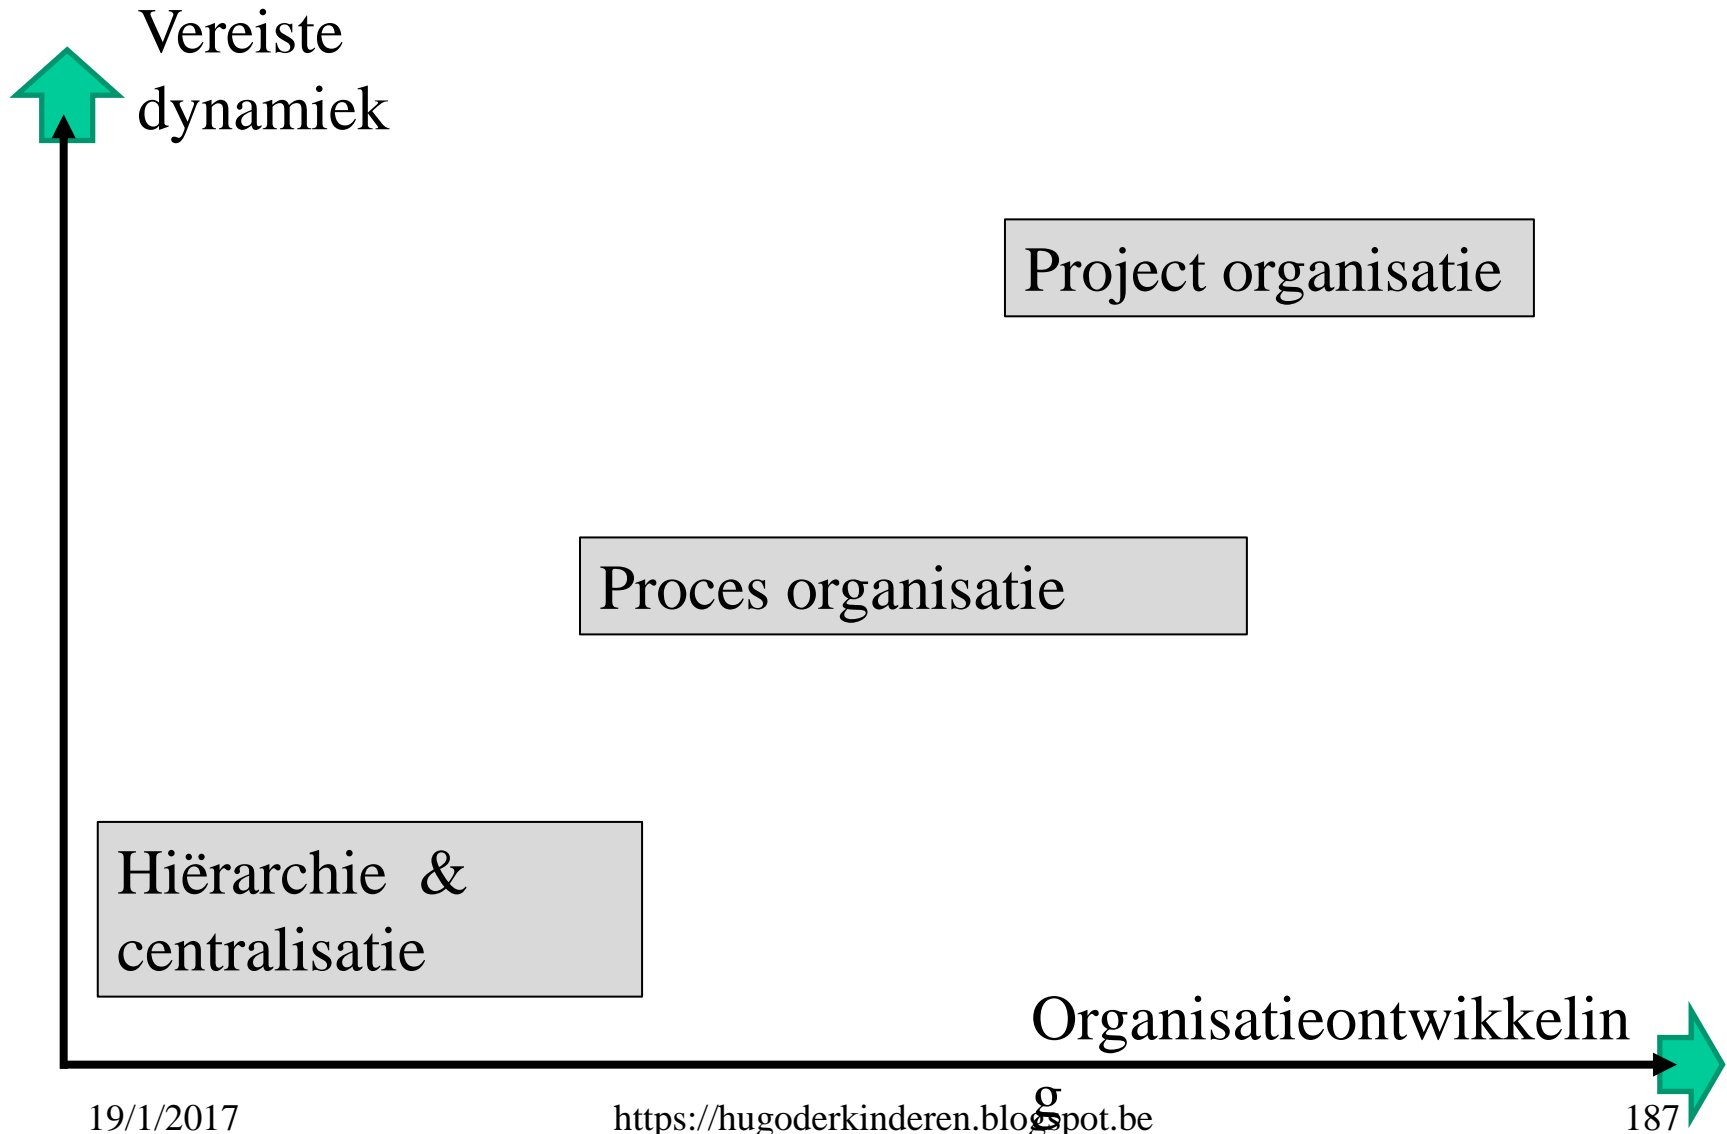 Vereiste
dynamiek
Project organisatie
Proces organisatie
Hiërarchie &
centralisatie
Organisatieontwikkelin
g
19/1/2017
https://hugoderkinderen.blogspot.be
187